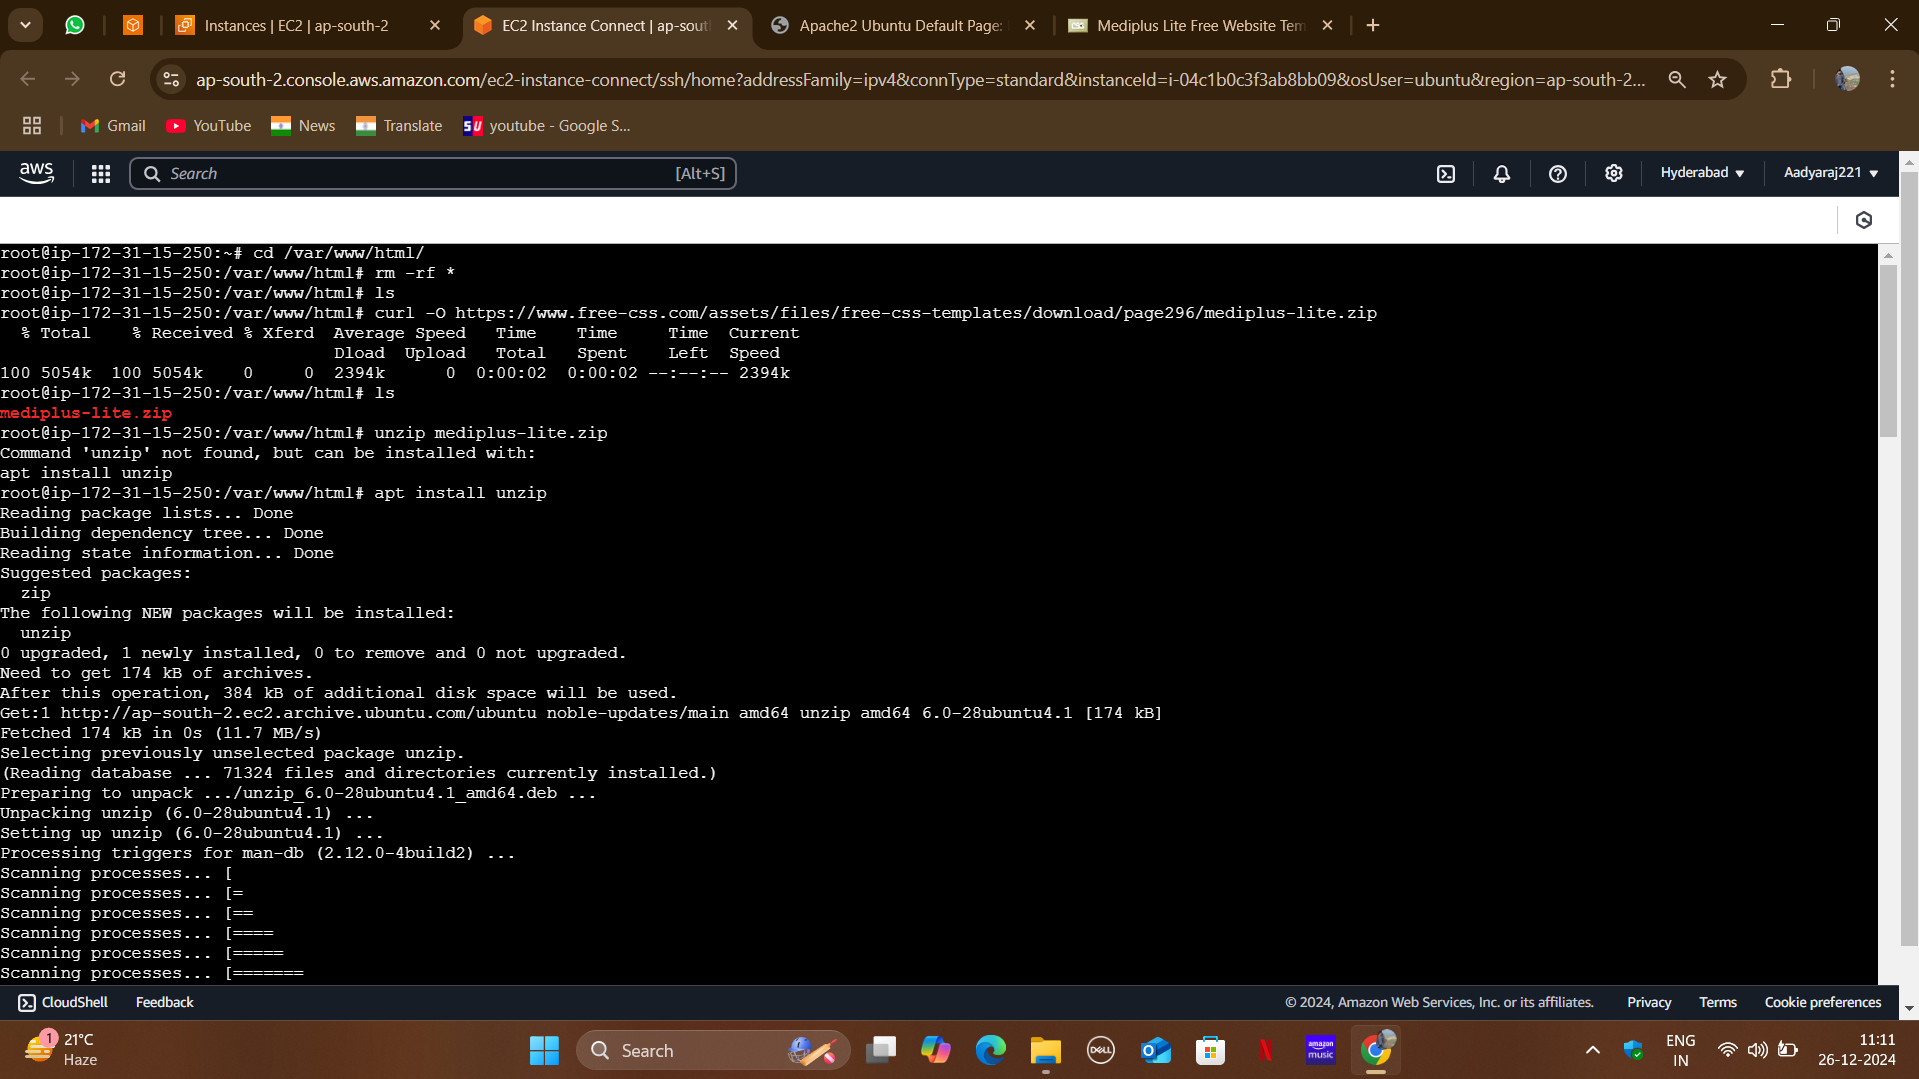 Instances | EC2 | ap-south-2
EC2 Instance Connect | ap-sout
Apache2 Ubuntu Default Page:
Mediplus Lite Free Website Tem
ap-south-2.console.aws.amazon.com/ec2-instance-connect/ssh/home?addressFamily=ipv4&connType=standard&instanceId=i-04c1b0c3f3ab8bb09&osUser=ubuntu&region=ap-south-2...
Gmail
YouTube
News
Translate
SU youtube - Google S...
aws
Search [Alt+S]
Hyderabad
Aadyaraj221
root@ip-172-31-15-250:~# cd /var/www/html/
root@ip-172-31-15-250:/var/www/html# rm -rf *
root@ip-172-31-15-250:/var/www/html# ls
root@ip-172-31-15-250:/var/www/html# curl -O https://www.free-css.com/assets/files/free-css-templates/download/page296/mediplus-lite.zip
  % Total    % Received % Xferd  Average Speed   Time    Time     Time  Current
                                 Dload  Upload   Total   Spent    Left  Speed
100 5054k  100 5054k    0     0  2394k      0  0:00:02  0:00:02 --:--:-- 2394k
root@ip-172-31-15-250:/var/www/html# ls
mediplus-lite.zip
root@ip-172-31-15-250:/var/www/html# unzip mediplus-lite.zip
Command 'unzip' not found, but can be installed with:
apt install unzip
root@ip-172-31-15-250:/var/www/html# apt install unzip
Reading package lists... Done
Building dependency tree... Done
Reading state information... Done
Suggested packages:
  zip
The following NEW packages will be installed:
  unzip
0 upgraded, 1 newly installed, 0 to remove and 0 not upgraded.
Need to get 174 kB of archives.
After this operation, 384 kB of additional disk space will be used.
Get:1 http://ap-south-2.ec2.archive.ubuntu.com/ubuntu noble-updates/main amd64 unzip amd64 6.0-28ubuntu4.1 [174 kB]
Fetched 174 kB in 0s (11.7 MB/s)
Selecting previously unselected package unzip.
(Reading database ... 71324 files and directories currently installed.)
Preparing to unpack .../unzip_6.0-28ubuntu4.1_amd64.deb ...
Unpacking unzip (6.0-28ubuntu4.1) ...
Setting up unzip (6.0-28ubuntu4.1) ...
Processing triggers for man-db (2.12.0-4build2) ...
Scanning processes... [
Scanning processes... [=
Scanning processes... [==
Scanning processes... [====
Scanning processes... [=====
Scanning processes... [=======
CloudShell
Feedback
© 2024, Amazon Web Services, Inc. or its affiliates.
Privacy
Terms
Cookie preferences
1
21°C
Haze
Search
DELL
amazon music
ENG
IN
11:11
26-12-2024